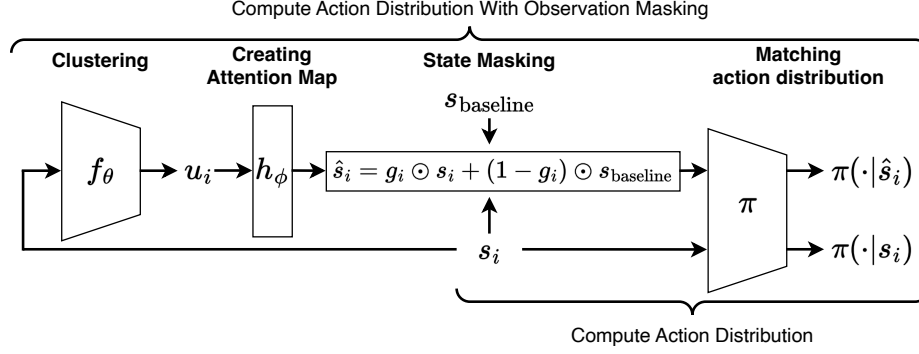 Compute Action Distribution With Observation Masking
Clustering
Creating
Attention Map
State Masking
Matching
action distribution
s_baseline
f_θ
u_i
h_ϕ
ŝ_i = g_i ⊙ s_i + (1 − g_i) ⊙ s_baseline
π
π(·|ŝ_i)
s_i
π(·|s_i)
Compute Action Distribution